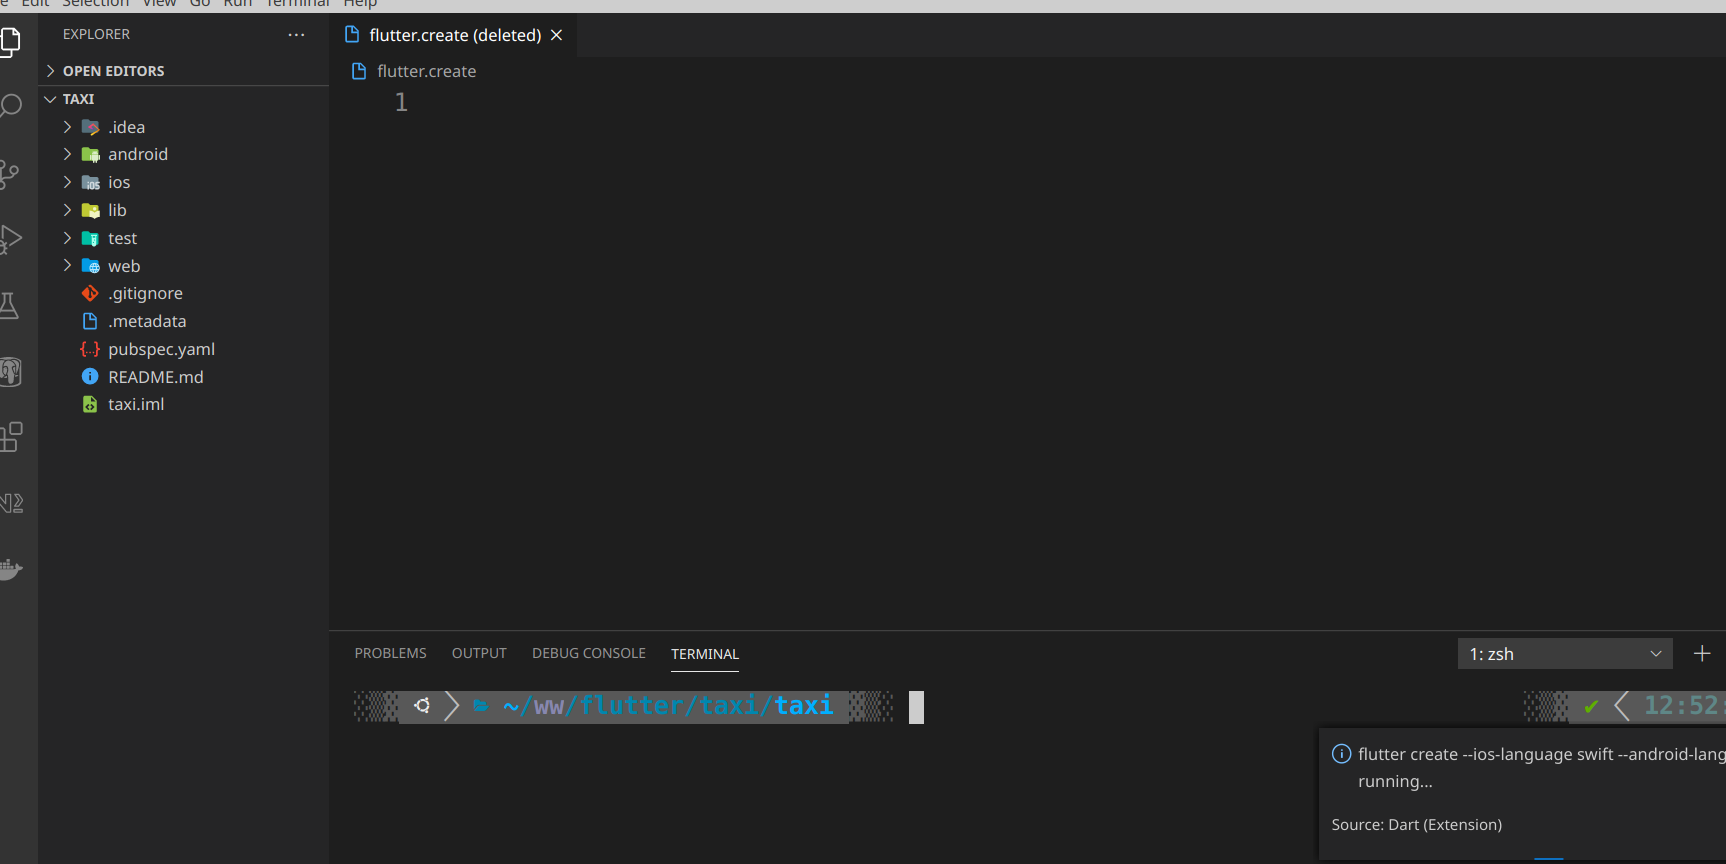 Edit Selection View Go Run Terminal Help
EXPLORER
OPEN EDITORS
TAXI
.idea
android
ios
lib
test
web
.gitignore
.metadata
pubspec.yaml
README.md
taxi.iml
flutter.create (deleted)
flutter.create
1
PROBLEMS OUTPUT DEBUG CONSOLE TERMINAL
1: zsh
~/ww/flutter/taxi/taxi
12:52:
flutter create --ios-language swift --android-lang
running...
Source: Dart (Extension)